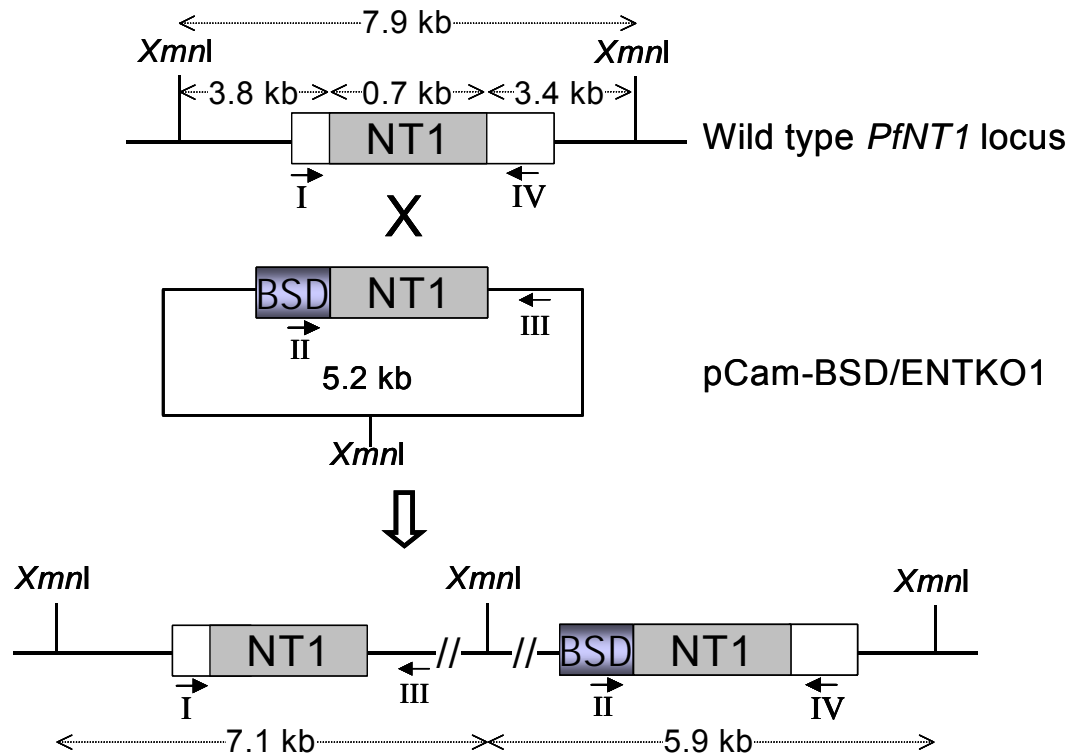 7.9 kb
XmnI XmnI
3.8 kb 0.7 kb 3.4 kb
NT1 Wild type PfNT1 locus
I IV
X
BSD NT1
II III
5.2 kb pCam-BSD/ENTKO1
XmnI
XmnI XmnI XmnI
NT1 // // BSD NT1
I III II IV
7.1 kb 5.9 kb